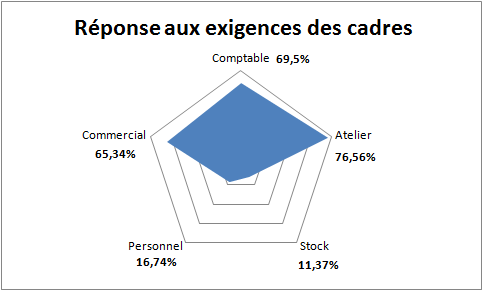 Réponse aux exigences des cadres
Comptable 69,5%
Commercial
65,34%
Atelier
76,56%
Personnel
16,74%
Stock
11,37%